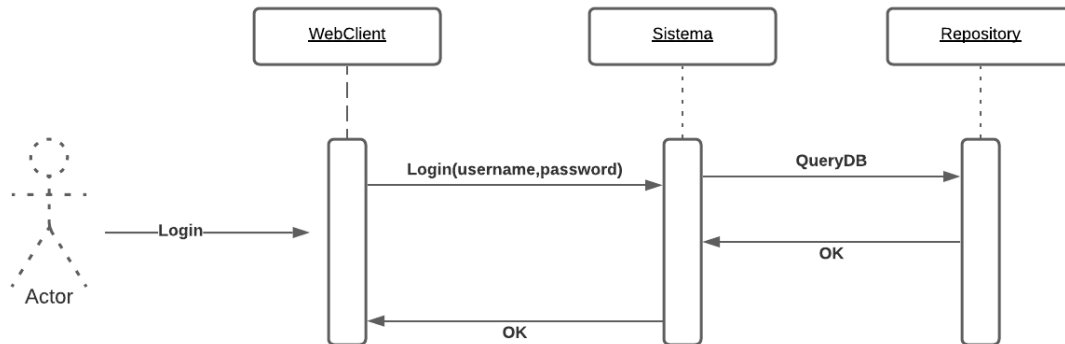 WebClient
Sistema
Repository
Login(username,password)
QueryDB
Login
OK
Actor
OK